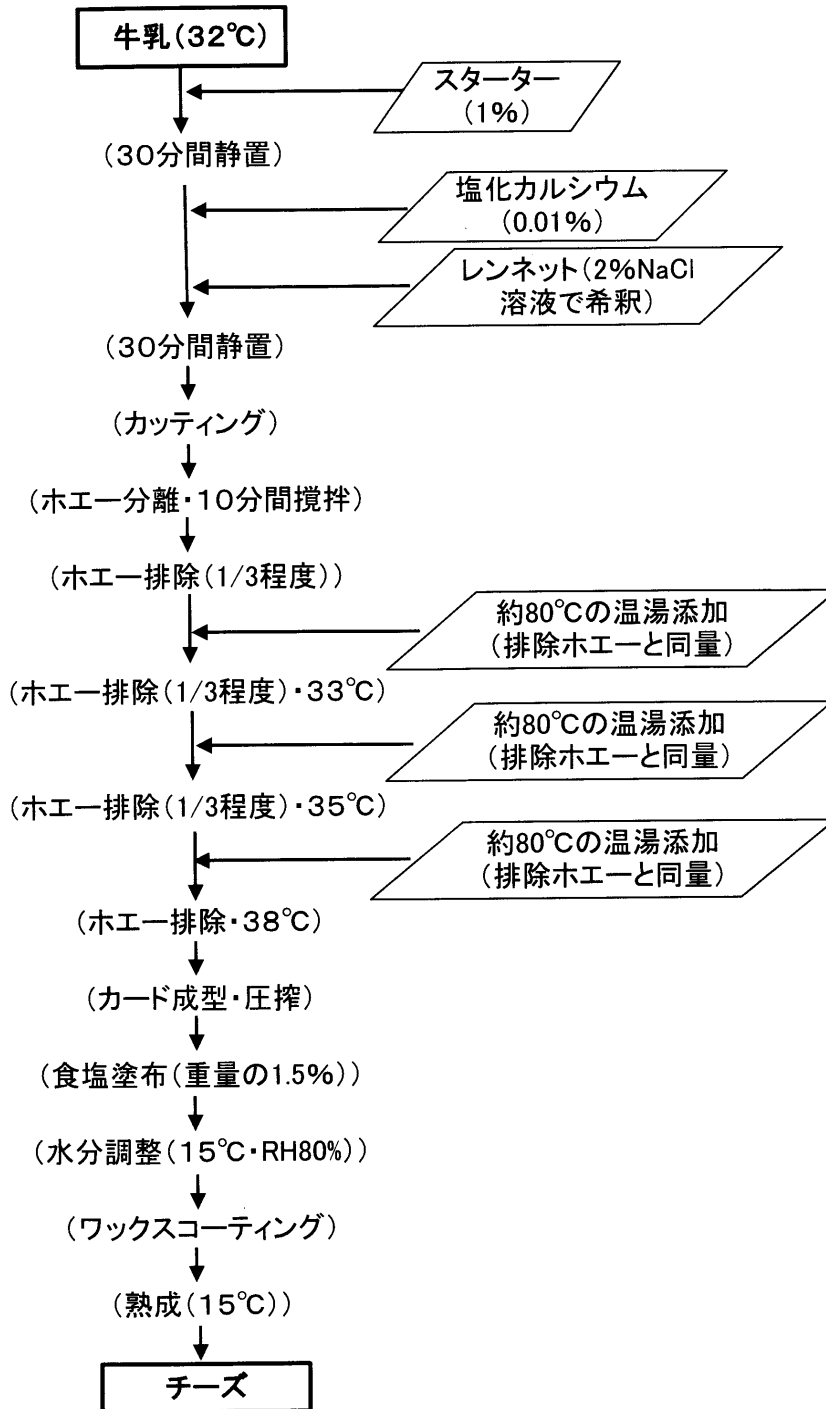 牛乳(32℃)
スターター
(1%)
(30分間静置)
塩化カルシウム
(0.01%)
レンネット(2%NaCl
溶液で希釈)
(30分間静置)
(カッティング)
(ホエー分離・10分間撹拌)
(ホエー排除(1/3程度))
約80℃の温湯添加
(排除ホエーと同量)
(ホエー排除(1/3程度)・33℃)
約80℃の温湯添加
(排除ホエーと同量)
(ホエー排除(1/3程度)・35℃)
約80℃の温湯添加
(排除ホエーと同量)
(ホエー排除・38℃)
(カード成型・圧搾)
(食塩塗布(重量の1.5%))
(水分調整(15℃・RH80%))
(ワックスコーティング)
(熟成(15℃))
チーズ